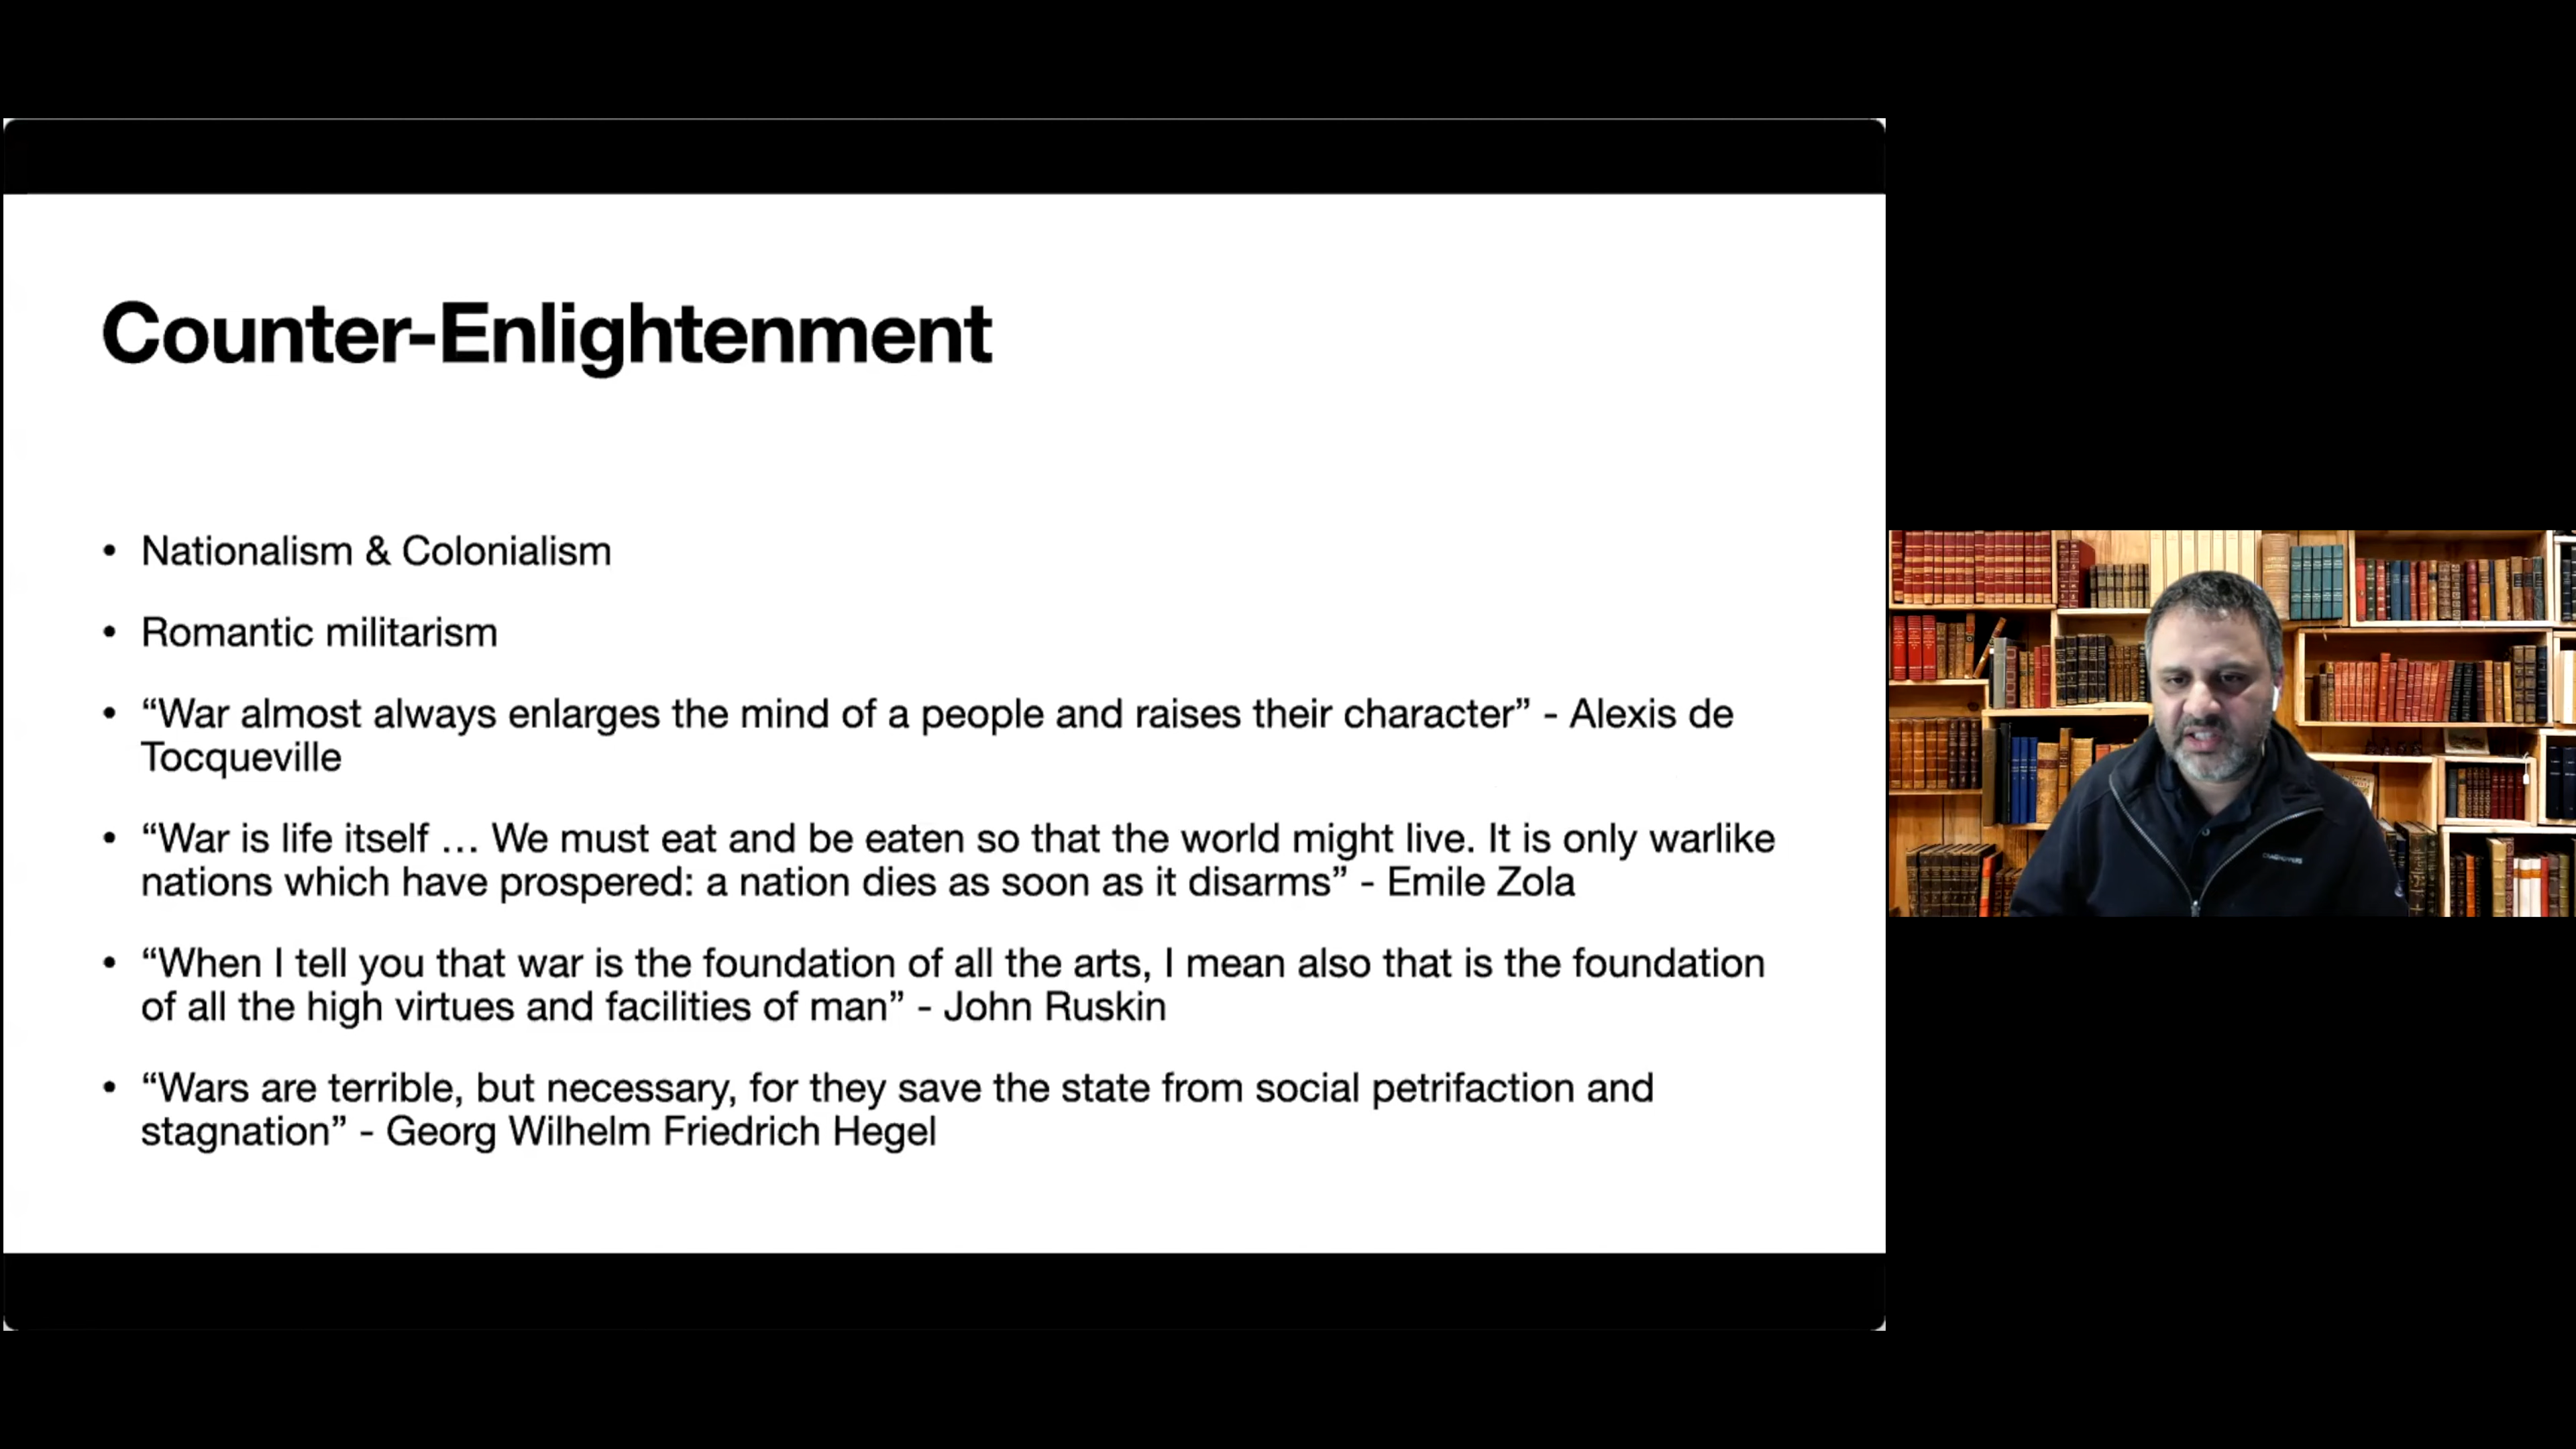 Counter-Enlightenment
• Nationalism & Colonialism
• Romantic militarism
• “War almost always enlarges the mind of a people and raises their character” - Alexis de
Tocqueville
• “War is life itself … We must eat and be eaten so that the world might live. It is only warlike
nations which have prospered: a nation dies as soon as it disarms” - Emile Zola
• “When I tell you that war is the foundation of all the arts, I mean also that is the foundation
of all the high virtues and facilities of man” - John Ruskin
• “Wars are terrible, but necessary, for they save the state from social petrifaction and
stagnation” - Georg Wilhelm Friedrich Hegel